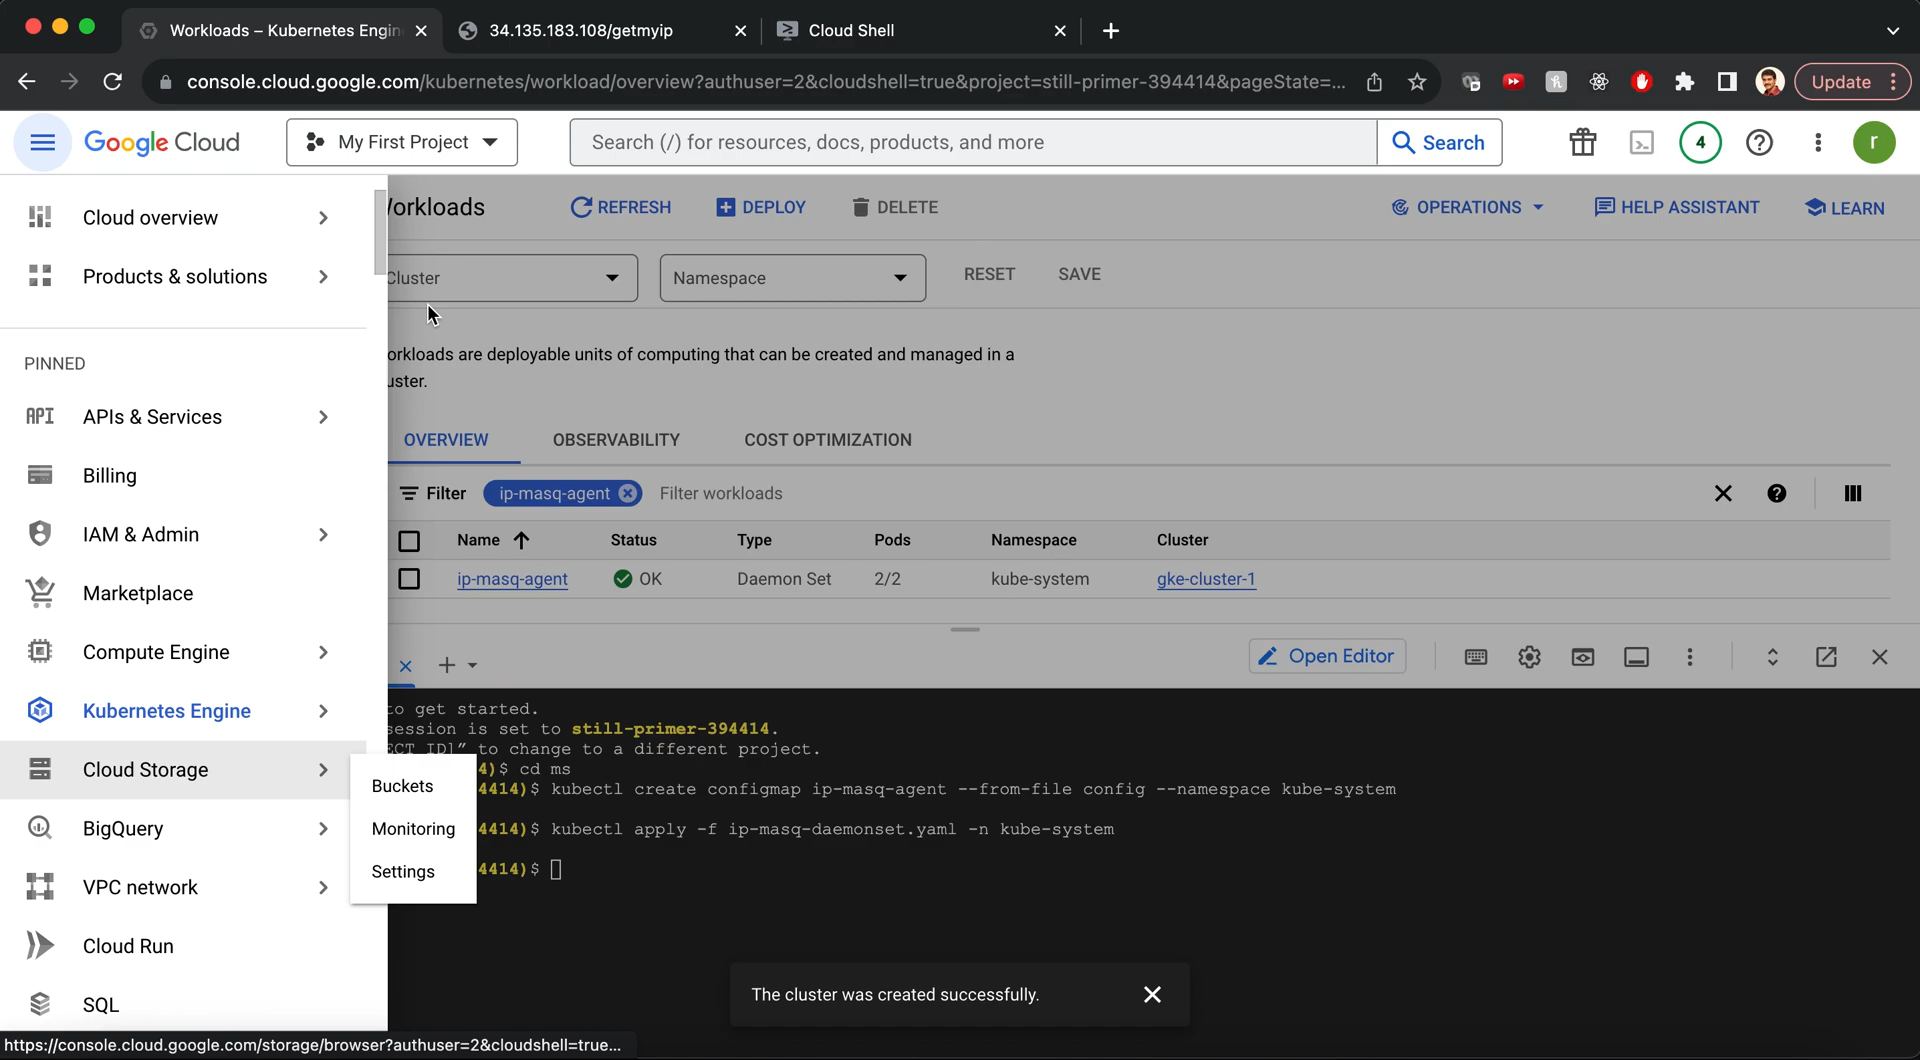 Workloads – Kubernetes Engin
34.135.183.108/getmyip
Cloud Shell
console.cloud.google.com/kubernetes/workload/overview?authuser=2&cloudshell=true&project=still-primer-394414&pageState=...
Update
Google Cloud
My First Project
Search (/) for resources, docs, products, and more
Search
4
r
Cloud overview
Products & solutions
PINNED
API
APIs & Services
Billing
IAM & Admin
Marketplace
Compute Engine
Kubernetes Engine
Cloud Storage
BigQuery
VPC network
Cloud Run
SQL
Buckets
Monitoring
Settings
orkloads
REFRESH
DEPLOY
DELETE
OPERATIONS
HELP ASSISTANT
LEARN
Cluster
Namespace
RESET
SAVE
orkloads are deployable units of computing that can be created and managed in a
uster.
OVERVIEW
OBSERVABILITY
COST OPTIMIZATION
Filter
ip-masq-agent
Filter workloads
Name Status Type Pods Namespace Cluster
ip-masq-agent OK Daemon Set 2/2 kube-system gke-cluster-1
Open Editor
to get started.
session is set to still-primer-394414.
ECT ID]” to change to a different project.
4)$ cd ms
4414)$ kubectl create configmap ip-masq-agent --from-file config --namespace kube-system
4414)$ kubectl apply -f ip-masq-daemonset.yaml -n kube-system
4414)$
The cluster was created successfully.
https://console.cloud.google.com/storage/browser?authuser=2&cloudshell=true...